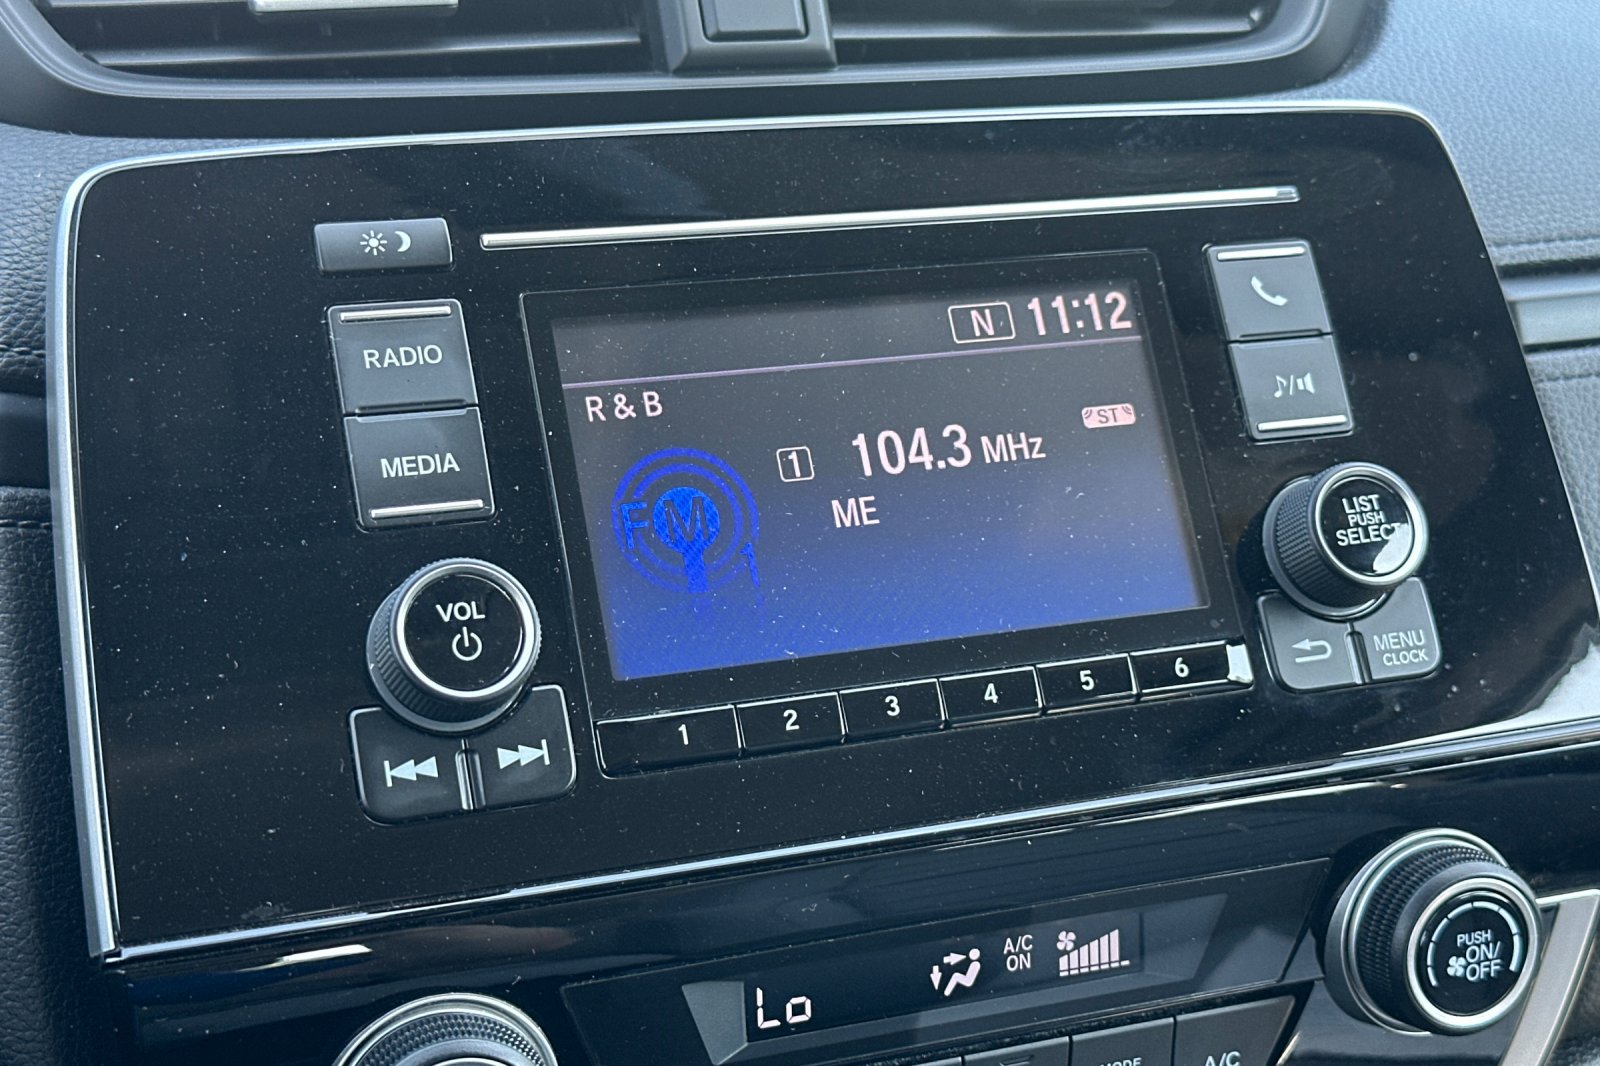 N 11:12
RADIO
R & B
ST
1 104.3 MHz
MEDIA
FM
1
ME
LIST
PUSH
SELECT
VOL
MENU
CLOCK
1 2 3 4 5 6
A/C
ON
PUSH
ON/
OFF
Lo
MODE
A/C